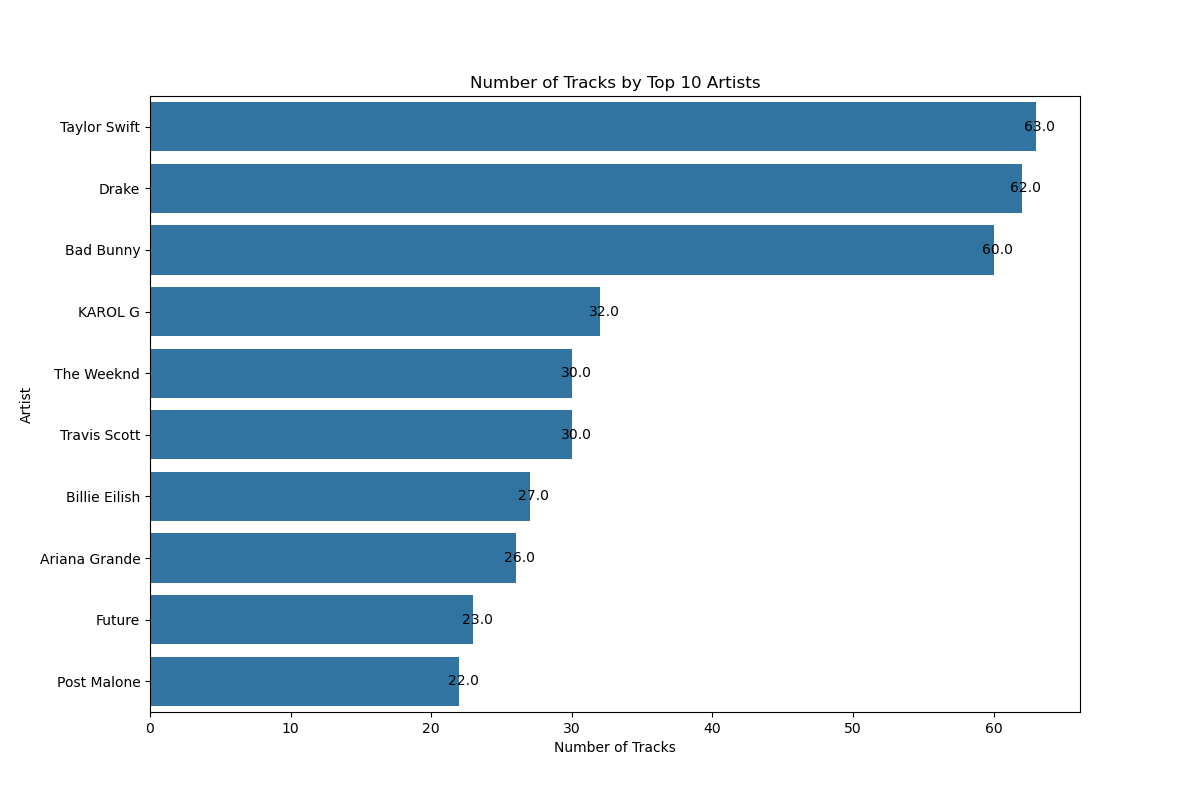 Number of Tracks by Top 10 Artists
Taylor Swift 63.0
Drake 62.0
Bad Bunny 60.0
KAROL G 32.0
The Weeknd 30.0
Travis Scott 30.0
Billie Eilish 27.0
Ariana Grande 26.0
Future 23.0
Post Malone 22.0
0 10 20 30 40 50 60
Number of Tracks
Artist